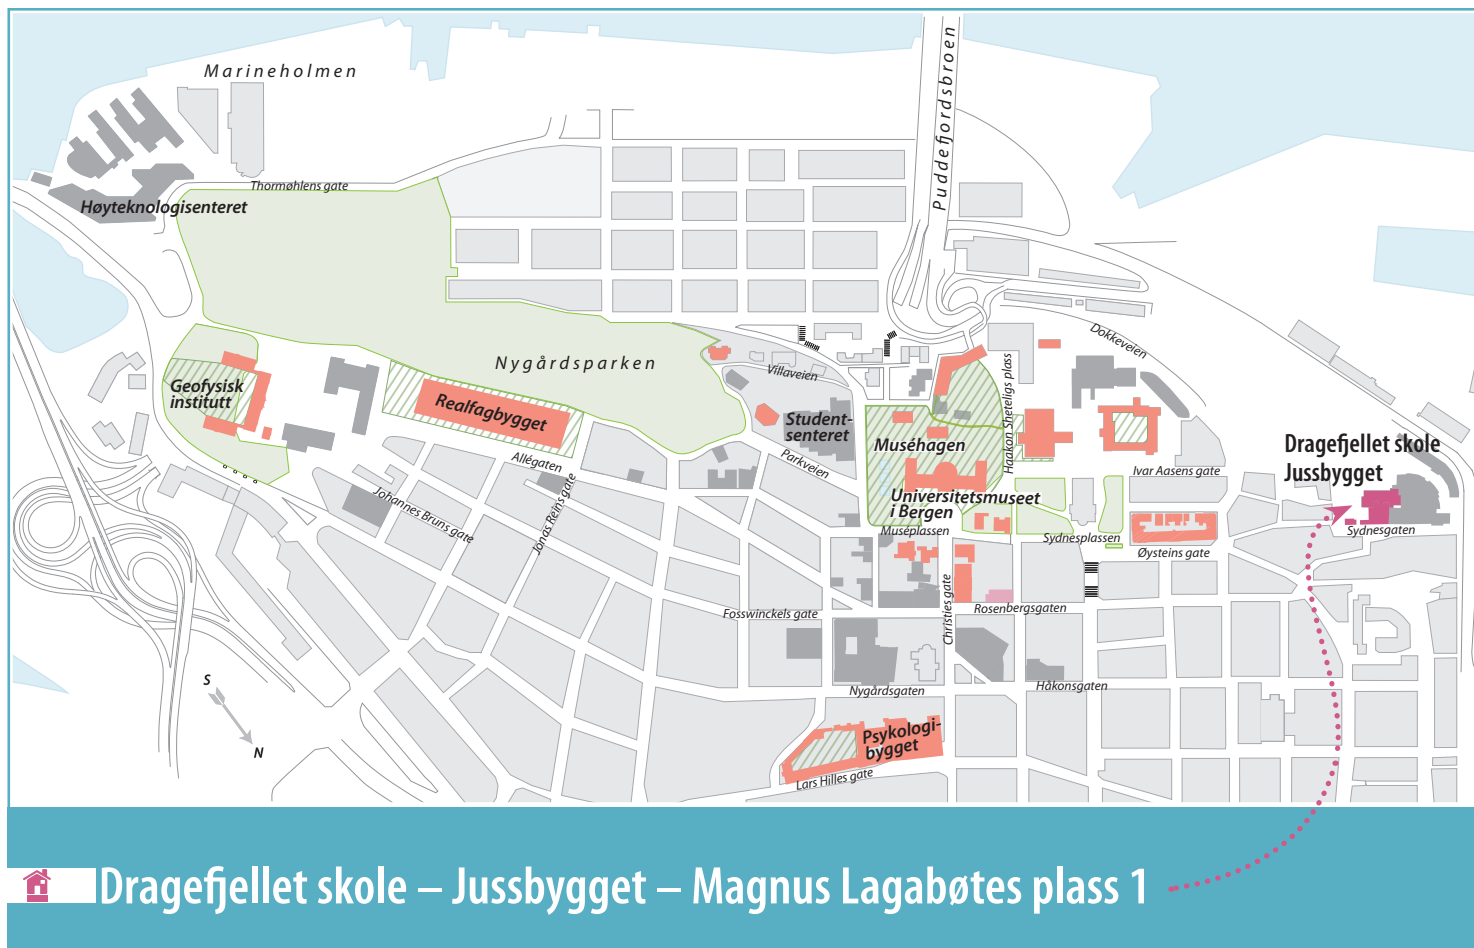 Marineholmen
Puddefjordsbroen
Thormøhlens gate
Høyteknologisenteret
Nygårdsparken
Villaveien
Dokkeveien
Haakon Sheteligs plass
Geofysisk
institutt
Realfagbygget
Student-
senteret
Muséhagen
Allégaten
Parkveien
Dragefjellet skole
Jussbygget
Ivar Aasens gate
Johannes Bruns gate
Jonas Reins gate
Universitetsmuseet
i Bergen
Muséplassen
Sydnesplassen
Øysteins gate
Sydnesgaten
Christies gate
Fosswinckels gate
Rosenbergsgaten
S
N
Nygårdsgaten
Håkonsgaten
Psykologi-
bygget
Lars Hilles gate
Dragefjellet skole – Jussbygget – Magnus Lagabøtes plass 1